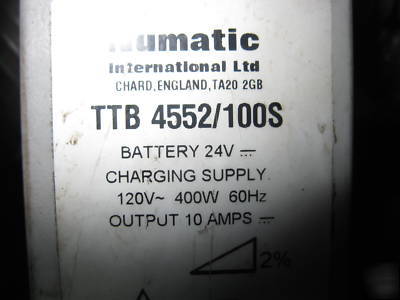 Numatic
International Ltd
CHARD, ENGLAND, TA20 2GB
TTB 4552/100S
BATTERY 24V ⎓
CHARGING SUPPLY
120V~ 400W 60Hz
OUTPUT 10 AMPS ⎓
2%